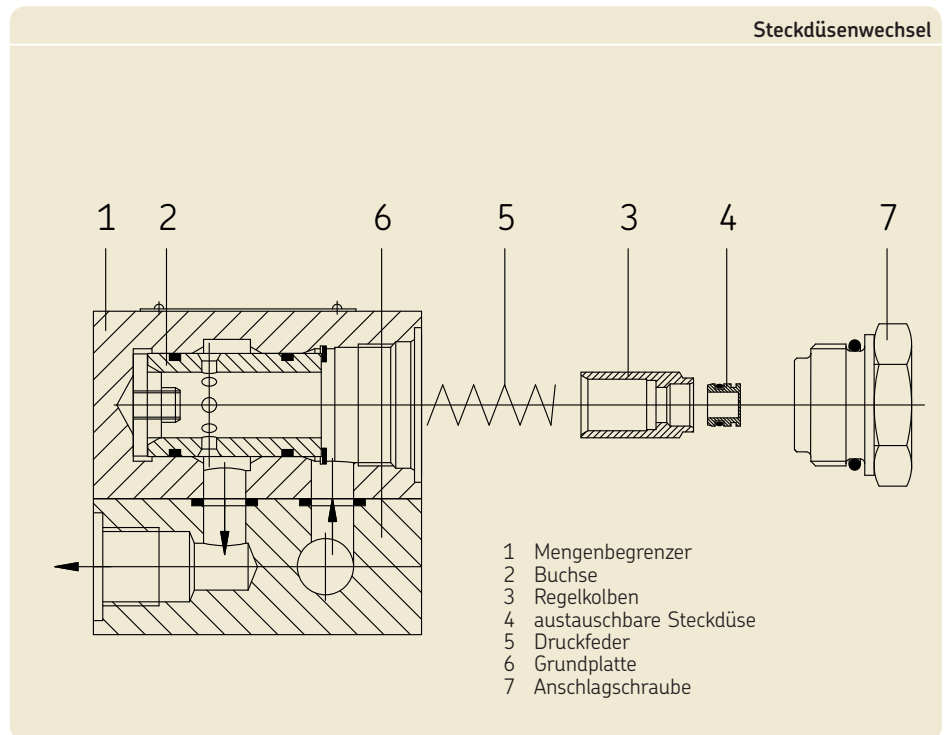 Steckdüsenwechsel
1 2 6 5 3 4 7
1 Mengenbegrenzer
2 Buchse
3 Regelkolben
4 austauschbare Steckdüse
5 Druckfeder
6 Grundplatte
7 Anschlagschraube